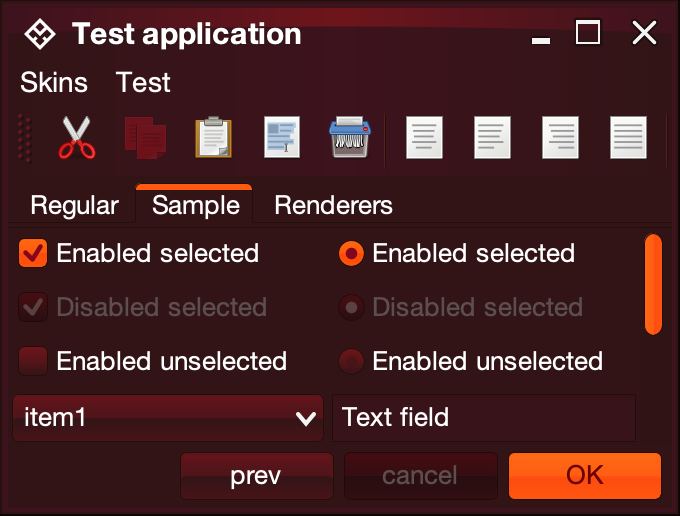 Test application
Skins Test
Regular Sample Renderers
Enabled selected Enabled selected
Disabled selected Disabled selected
Enabled unselected Enabled unselected
item1 Text field
prev cancel OK